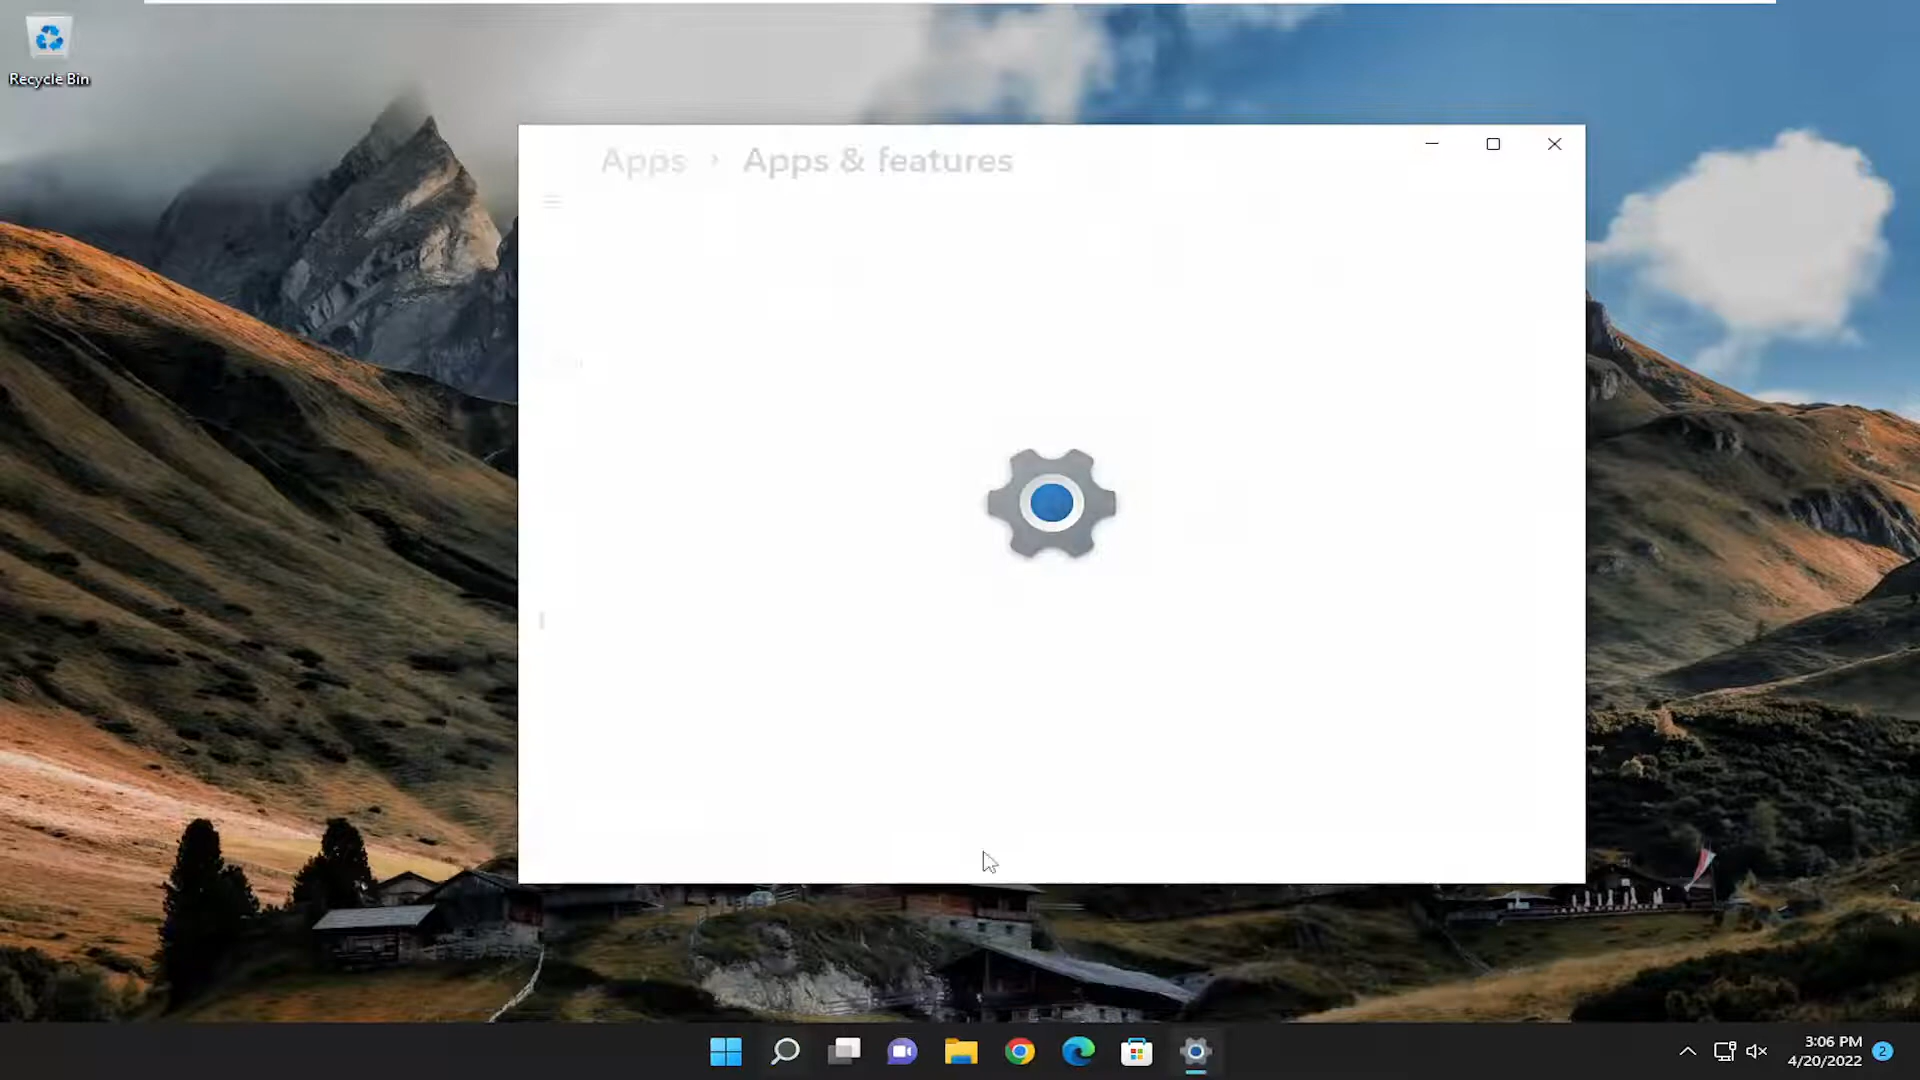 Recycle Bin
Apps › Apps & features
3:06 PM
4/20/2022
2